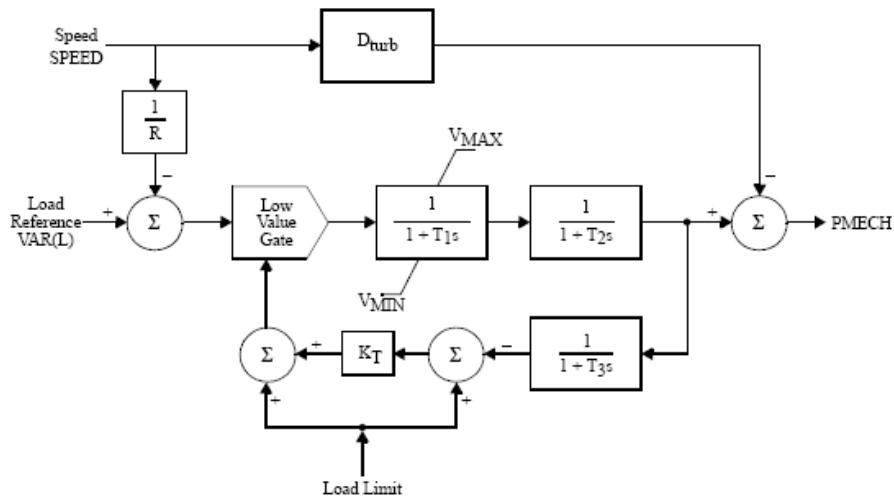 Speed
SPEED
Dturb
1
R
−
VMAX
−
Load
Reference
VAR(L)
+
Σ
Low
Value
Gate
1
1 + T1s
1
1 + T2s
+
Σ
PMECH
VMIN
Σ
+
KT
Σ
−
1
1 + T3s
+
+
Load Limit